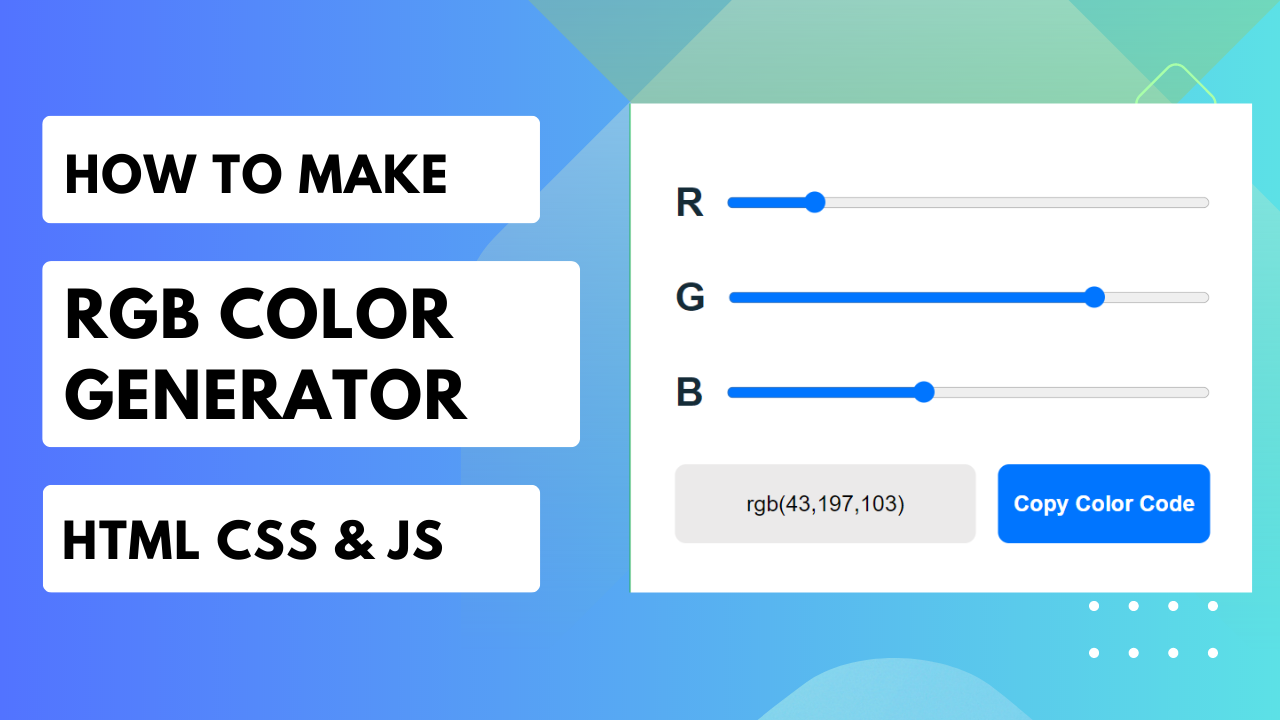 HOW TO MAKE
RGB COLOR
GENERATOR
HTML CSS & JS
R
G
B
rgb(43,197,103)
Copy Color Code